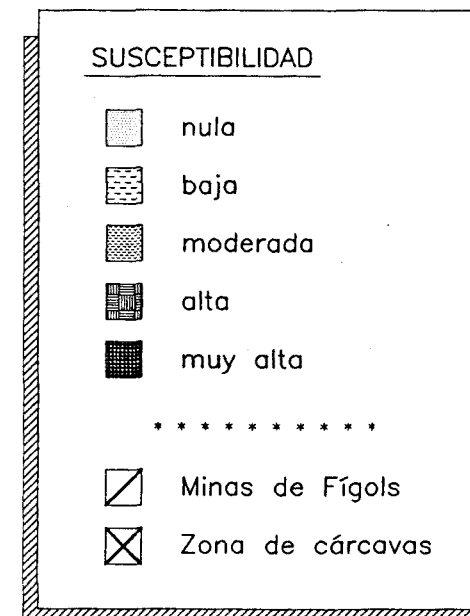 SUSCEPTIBILIDAD
nula
baja
moderada
alta
muy alta
* * * * * * * * * *
Minas de Fígols
Zona de cárcavas